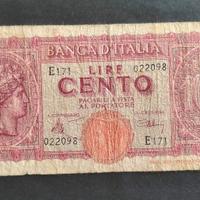 BANCA D'ITALIA
E171 LIRE 022098
CENTO
PAGABILI A VISTA
AL PORTATORE
022098 E171